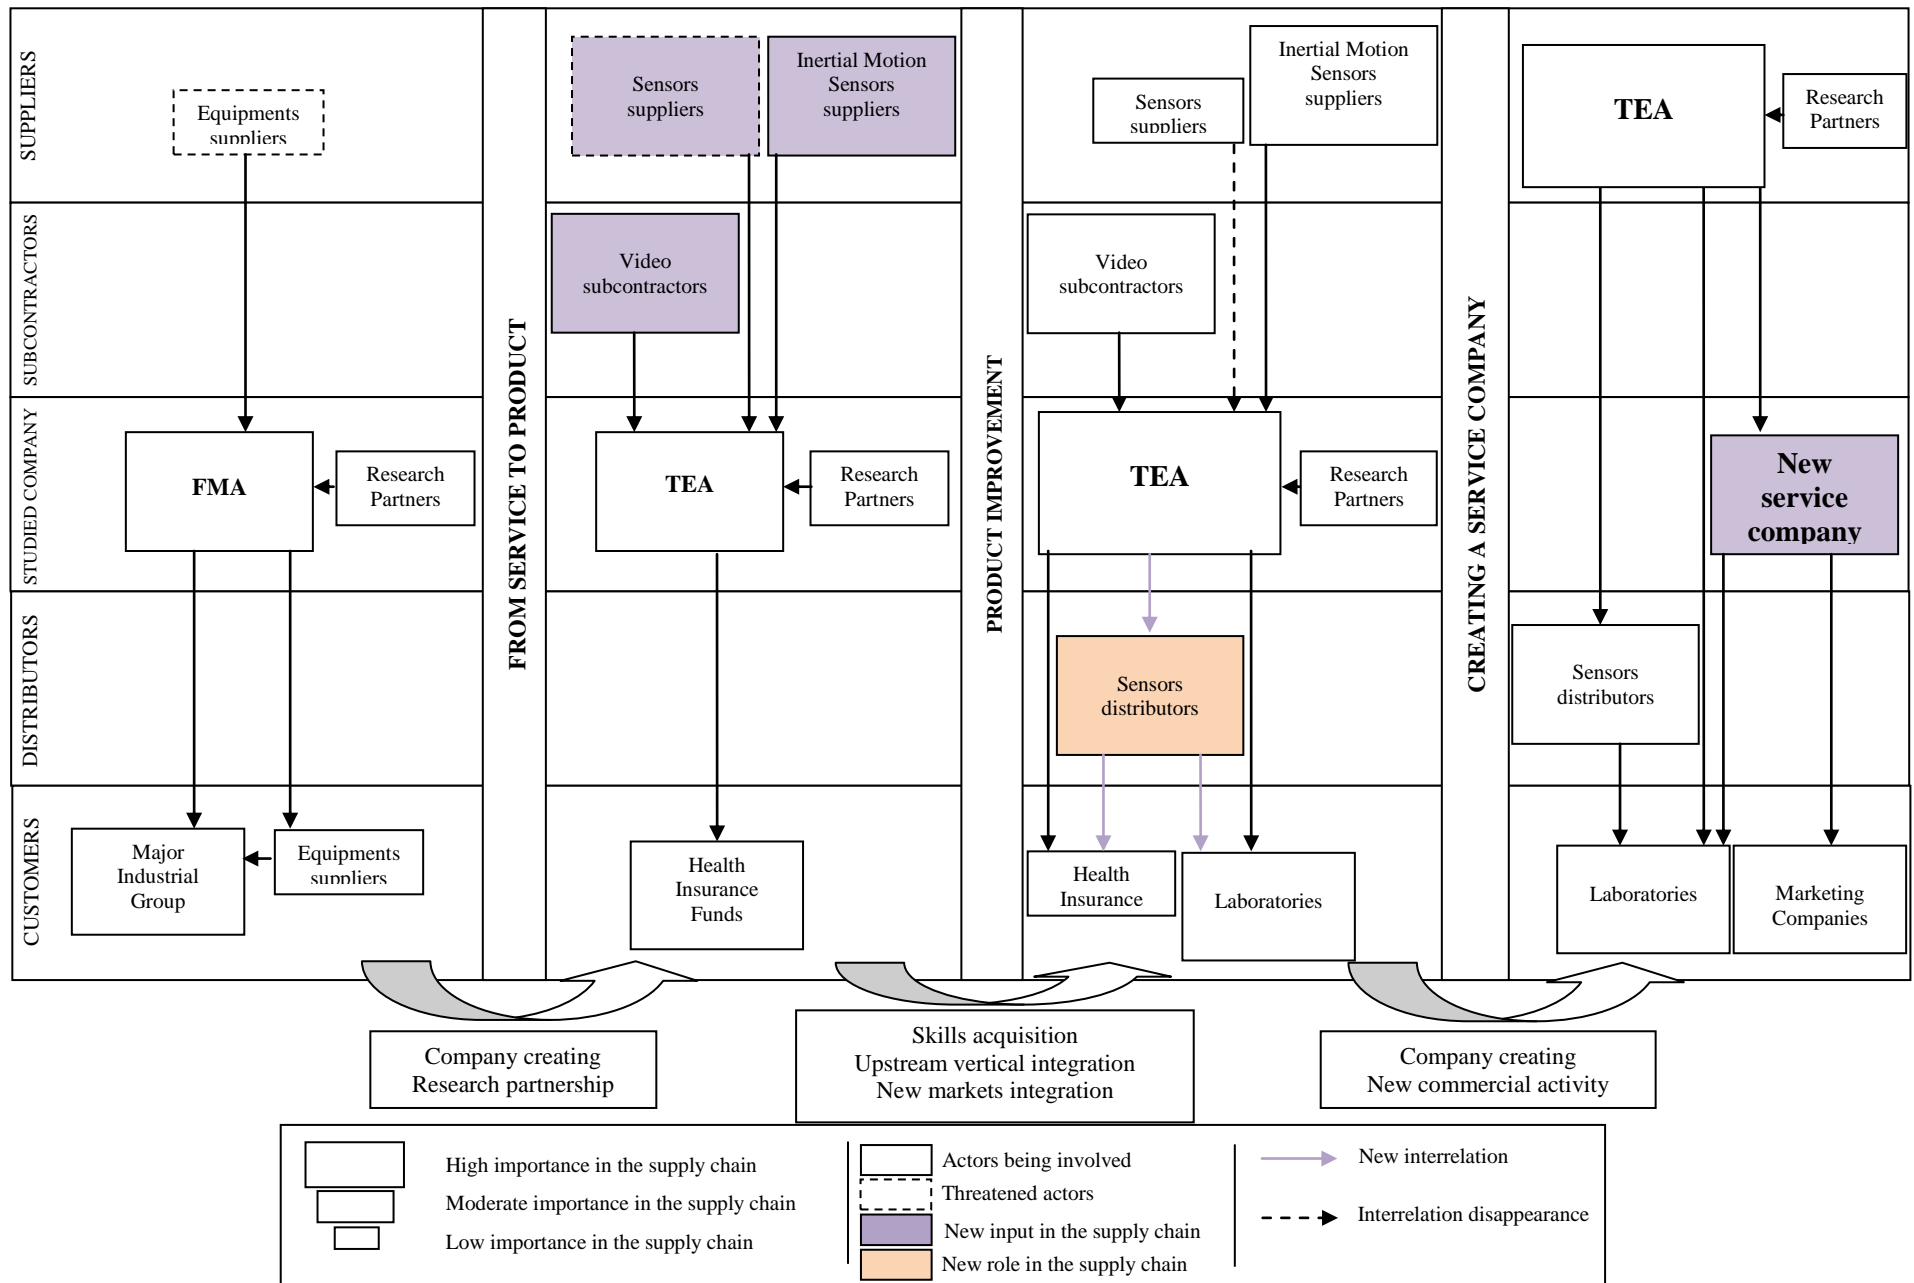 SUPPLIERS
Equipments
suppliers
Sensors
suppliers
Inertial Motion
Sensors
suppliers
Sensors
suppliers
Inertial Motion
Sensors
suppliers
TEA
Research
Partners
SUBCONTRACTORS
Video
subcontractors
Video
subcontractors
STUDIED COMPANY
FMA
Research
Partners
FROM SERVICE TO PRODUCT
TEA
Research
Partners
PRODUCT IMPROVEMENT
TEA
Research
Partners
CREATING A SERVICE COMPANY
New
service
company
DISTRIBUTORS
Sensors
distributors
Sensors
distributors
CUSTOMERS
Major
Industrial
Group
Equipments
suppliers
Health
Insurance
Funds
Health
Insurance
Laboratories
Laboratories
Marketing
Companies
Company creating
Research partnership
Skills acquisition
Upstream vertical integration
New markets integration
Company creating
New commercial activity
High importance in the supply chain
Moderate importance in the supply chain
Low importance in the supply chain
Actors being involved
Threatened actors
New input in the supply chain
New role in the supply chain
New interrelation
Interrelation disappearance